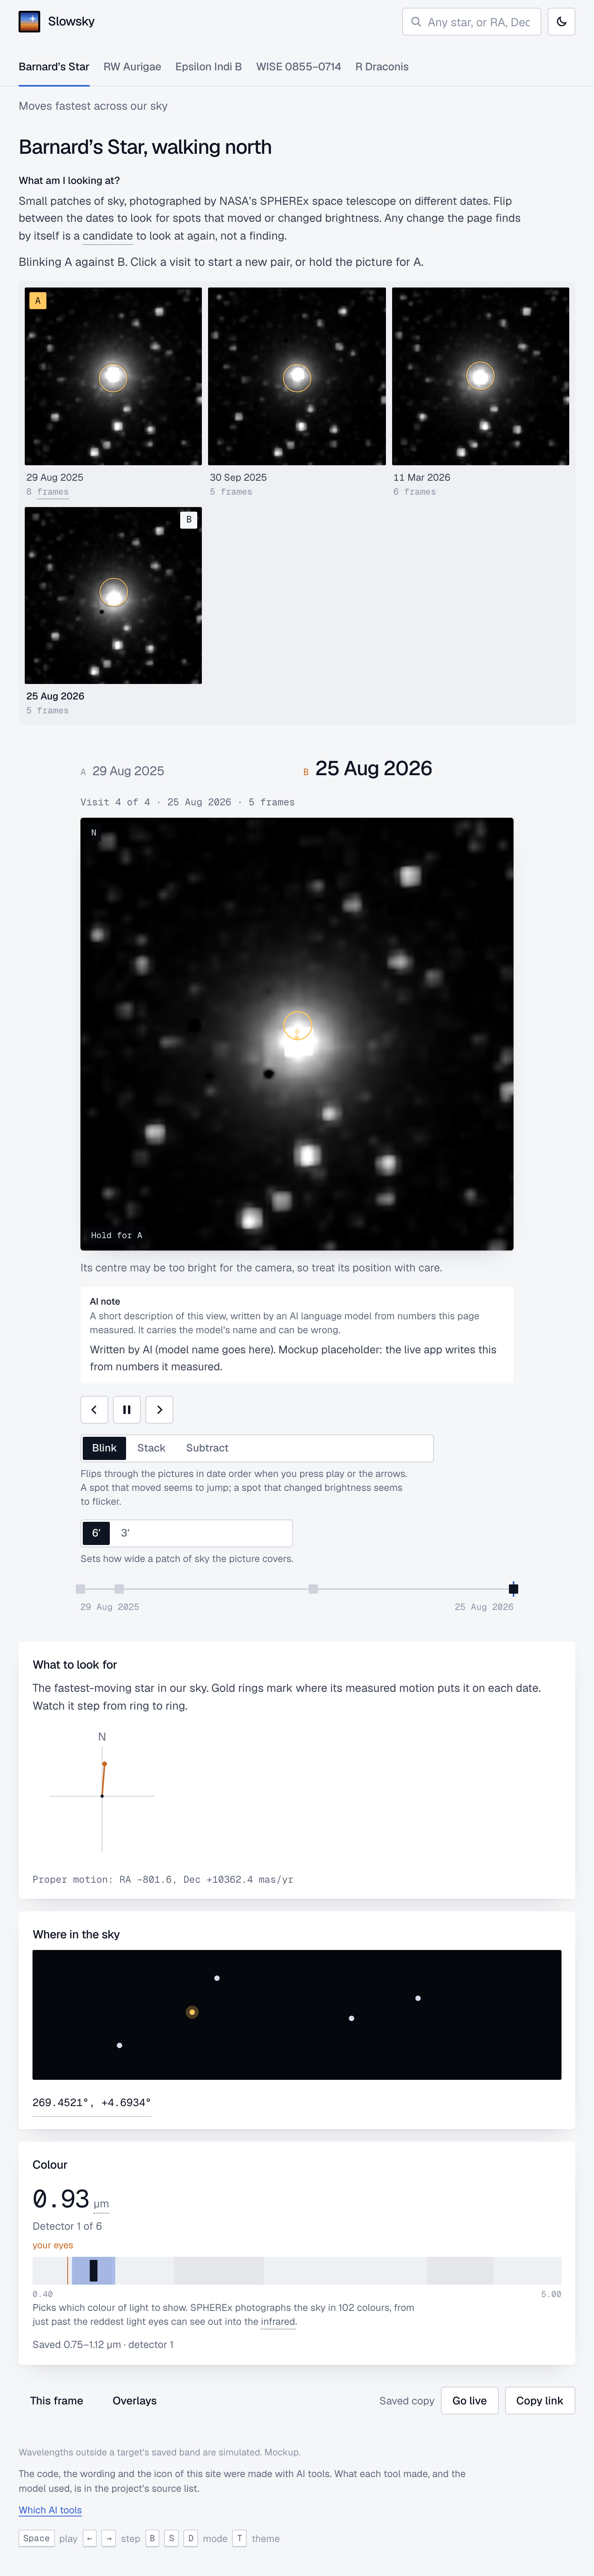 Slowsky
Any star, or RA, Dec
Barnard’s Star RW Aurigae Epsilon Indi B WISE 0855–0714 R Draconis
Moves fastest across our sky
Barnard’s Star, walking north
What am I looking at?
Small patches of sky, photographed by NASA’s SPHEREx space telescope on different dates. Flip
between the dates to look for spots that moved or changed brightness. Any change the page finds
by itself is a candidate to look at again, not a finding.
Blinking A against B. Click a visit to start a new pair, or hold the picture for A.
A
29 Aug 2025 30 Sep 2025 11 Mar 2026
8 frames 5 frames 6 frames
B
25 Aug 2026
5 frames
A 29 Aug 2025 B 25 Aug 2026
Visit 4 of 4 · 25 Aug 2026 · 5 frames
N
Hold for A
Its centre may be too bright for the camera, so treat its position with care.
AI note
A short description of this view, written by an AI language model from numbers this page
measured. It carries the model’s name and can be wrong.
Written by AI (model name goes here). Mockup placeholder: the live app writes this
from numbers it measured.
Blink Stack Subtract
Flips through the pictures in date order when you press play or the arrows.
A spot that moved seems to jump; a spot that changed brightness seems
to flicker.
6′ 3′
Sets how wide a patch of sky the picture covers.
29 Aug 2025 25 Aug 2026
What to look for
The fastest-moving star in our sky. Gold rings mark where its measured motion puts it on each date.
Watch it step from ring to ring.
N
Proper motion: RA −801.6, Dec +10362.4 mas/yr
Where in the sky
269.4521°, +4.6934°
Colour
0.93 µm
Detector 1 of 6
your eyes
0.40 5.00
Picks which colour of light to show. SPHEREx photographs the sky in 102 colours, from
just past the reddest light eyes can see out into the infrared.
Saved 0.75–1.12 µm · detector 1
This frame Overlays Saved copy Go live Copy link
Wavelengths outside a target’s saved band are simulated. Mockup.
The code, the wording and the icon of this site were made with AI tools. What each tool made, and the
model used, is in the project’s source list.
Which AI tools
Space play ← → step B S D mode T theme